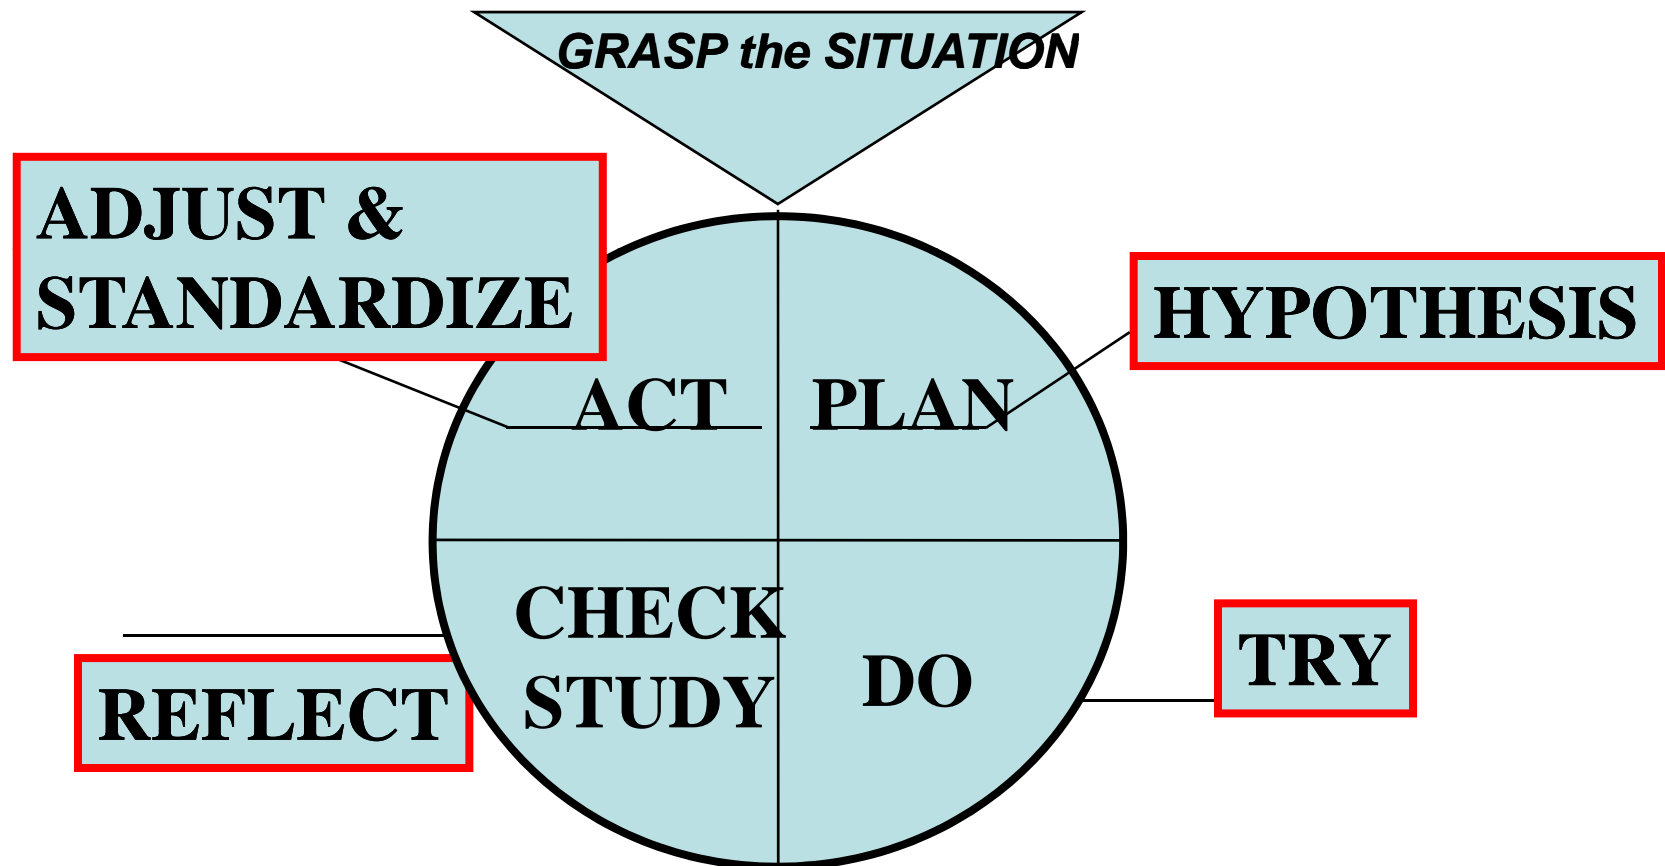 GRASP the SITUATION
ADJUST &
STANDARDIZE
HYPOTHESIS
ACT
PLAN
CHECK
STUDY
DO
TRY
REFLECT